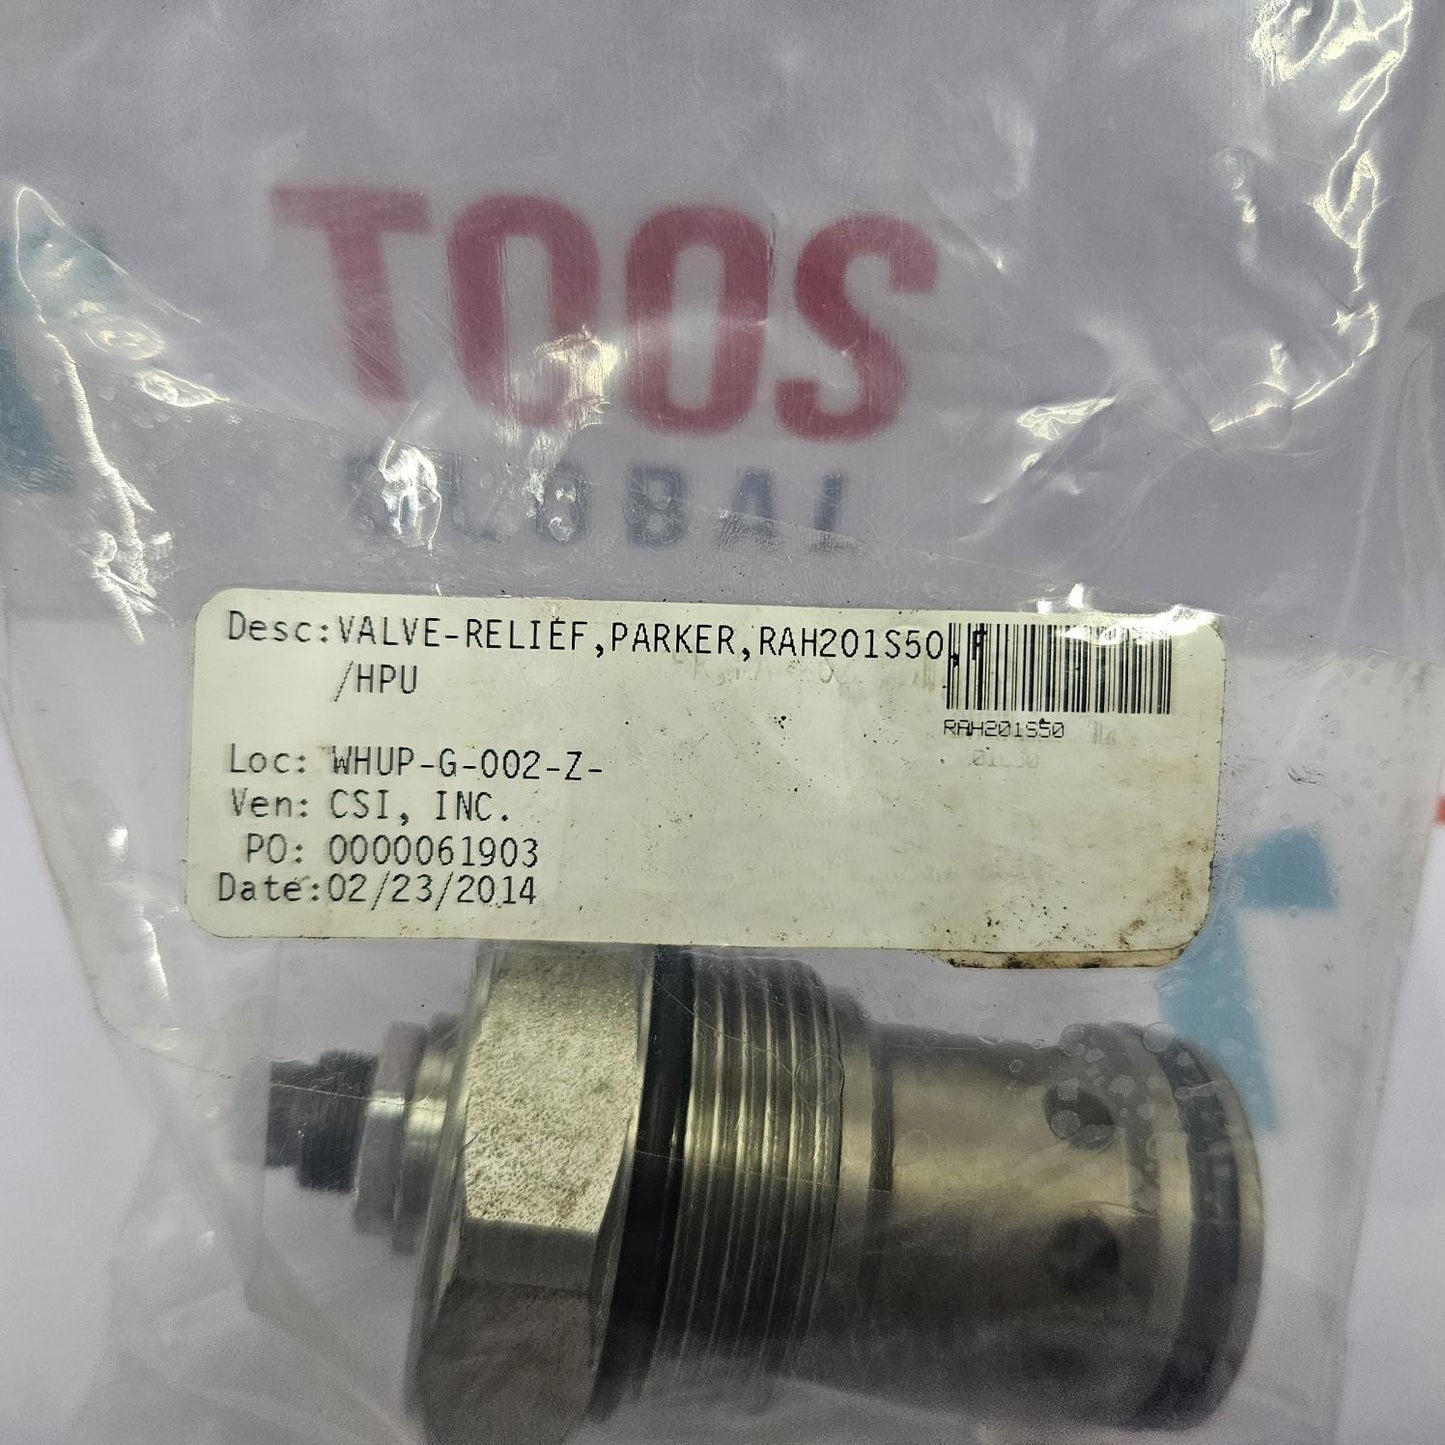 TOOS
GLOBAL
Desc:VALVE-RELIEF,PARKER,RAH201S50,F
/HPU
RAH201S50
Loc: WHUP-G-002-Z-
Ven: CSI, INC.
PO: 0000061903
Date:02/23/2014